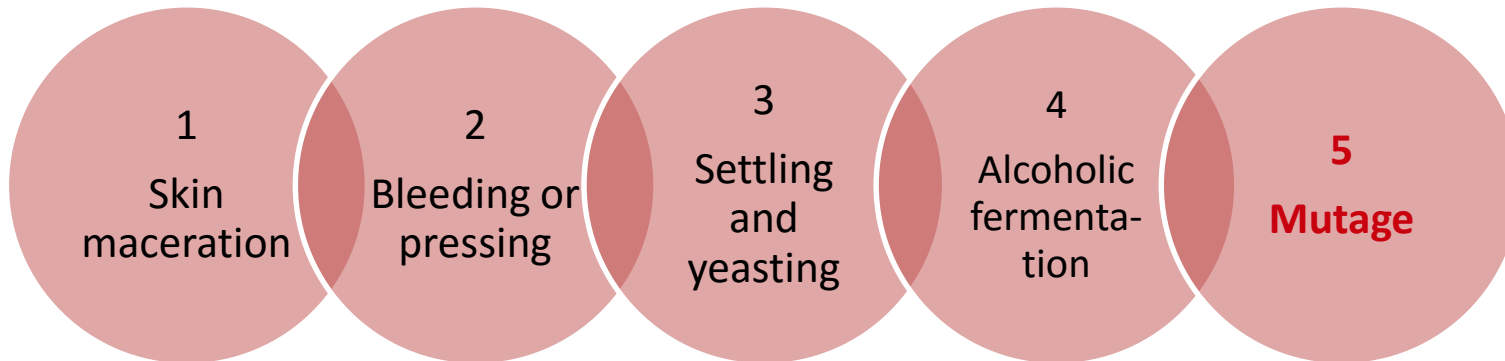 1
Skin
maceration
2
Bleeding or
pressing
3
Settling
and
yeasting
4
Alcoholic
fermenta-
tion
5
Mutage